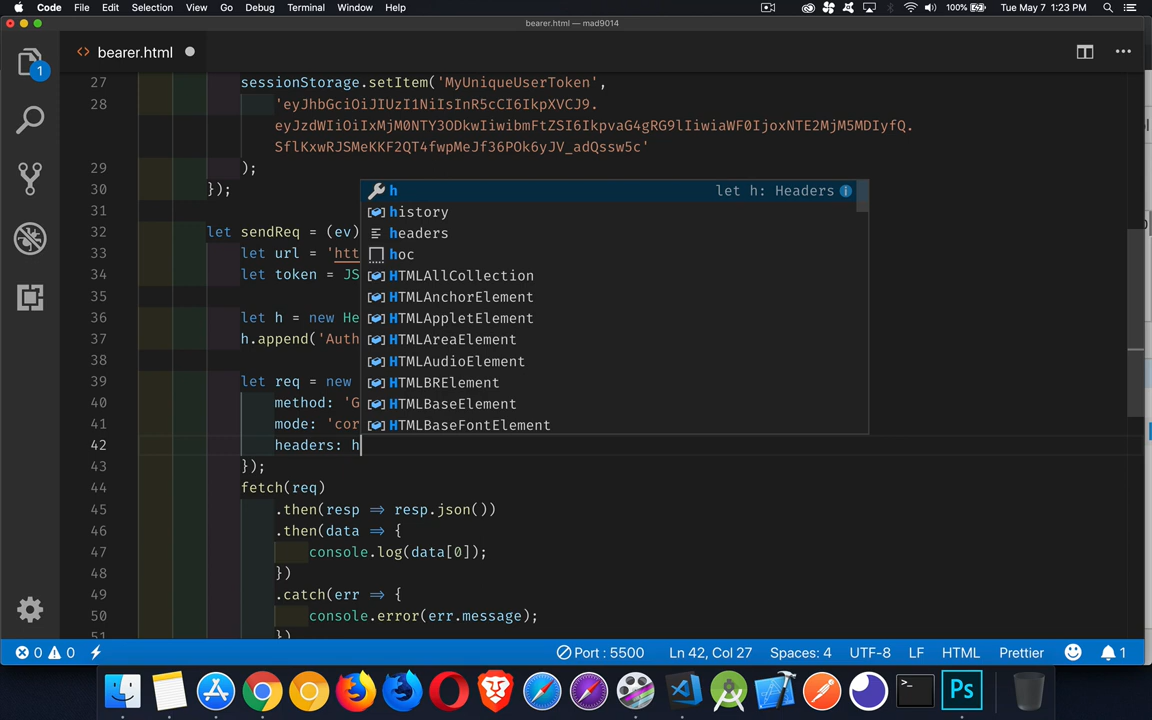 Code File Edit Selection View Go Debug Terminal Window Help 100% Tue May 7 1:23 PM
bearer.html — mad9014
1
<> bearer.html
27 sessionStorage.setItem('MyUniqueUserToken',
28 'eyJhbGciOiJIUzI1NiIsInR5cCI6IkpXVCJ9.
eyJzdWIiOiIxMjM0NTY3ODkwIiwibmFtZSI6IkpvaG4gRG9lIiwiaWF0IjoxNTE2MjM5MDIyfQ.
SflKxwRJSMeKKF2QT4fwpMeJf36POk6yJV_adQssw5c'
29 );
30 });
31
32 let sendReq = (ev)
33 let url = 'htt
34 let token = JS
35
36 let h = new He
37 h.append('Auth
38
39 let req = new
40 method: 'G
41 mode: 'cor
42 headers: h
43 });
44 fetch(req)
45 .then(resp => resp.json())
46 .then(data => {
47 console.log(data[0]);
48 })
49 .catch(err => {
50 console.error(err.message);
51 })
h let h: Headers
history
headers
hoc
HTMLAllCollection
HTMLAnchorElement
HTMLAppletElement
HTMLAreaElement
HTMLAudioElement
HTMLBRElement
HTMLBaseElement
HTMLBaseFontElement
0 0 Port : 5500 Ln 42, Col 27 Spaces: 4 UTF-8 LF HTML Prettier 1
>_ Ps